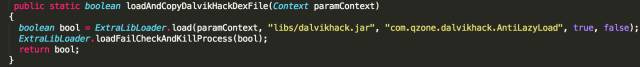 public static boolean loadAndCopyDalvikHackDexFile(Context paramContext)
{
  boolean bool = ExtraLibLoader.load(paramContext, "libs/dalvikhack.jar", "com.qzone.dalvikhack.AntiLazyLoad", true, false);
  ExtraLibLoader.loadFailCheckAndKillProcess(bool);
  return bool;
}